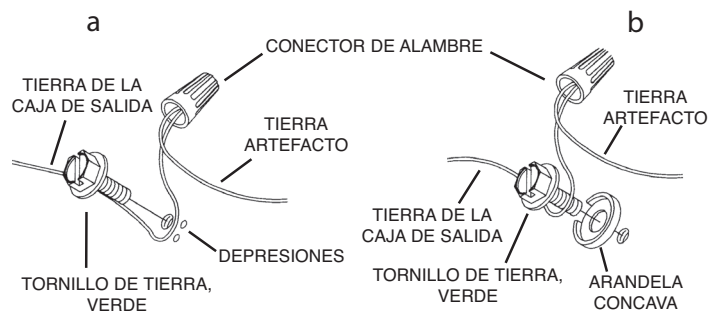 a
b
CONECTOR DE ALAMBRE
TIERRA DE LA
CAJA DE SALIDA
TIERRA
ARTEFACTO
TIERRA
ARTEFACTO
TIERRA DE LA
CAJA DE SALIDA
DEPRESIONES
TORNILLO DE TIERRA,
VERDE
TORNILLO DE TIERRA,
VERDE
ARANDELA
CONCAVA